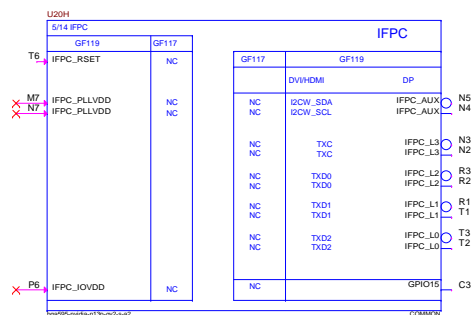 U20H
5/14 IFPC
IFPC
GF119 GF117
GF117 GF119
T6 IFPC_RSET NC
DVI/HDMI DP
M7 IFPC_PLLVDD NC
N7 IFPC_PLLVDD NC
NC I2CW_SDA IFPC_AUX N5
NC I2CW_SCL IFPC_AUX N4
NC TXC IFPC_L3 N3
NC TXC IFPC_L3 N2
NC TXD0 IFPC_L2 R3
NC TXD0 IFPC_L2 R2
NC TXD1 IFPC_L1 R1
NC TXD1 IFPC_L1 T1
NC TXD2 IFPC_L0 T3
NC TXD2 IFPC_L0 T2
P6 IFPC_IOVDD NC
NC GPIO15 C3
COMMON